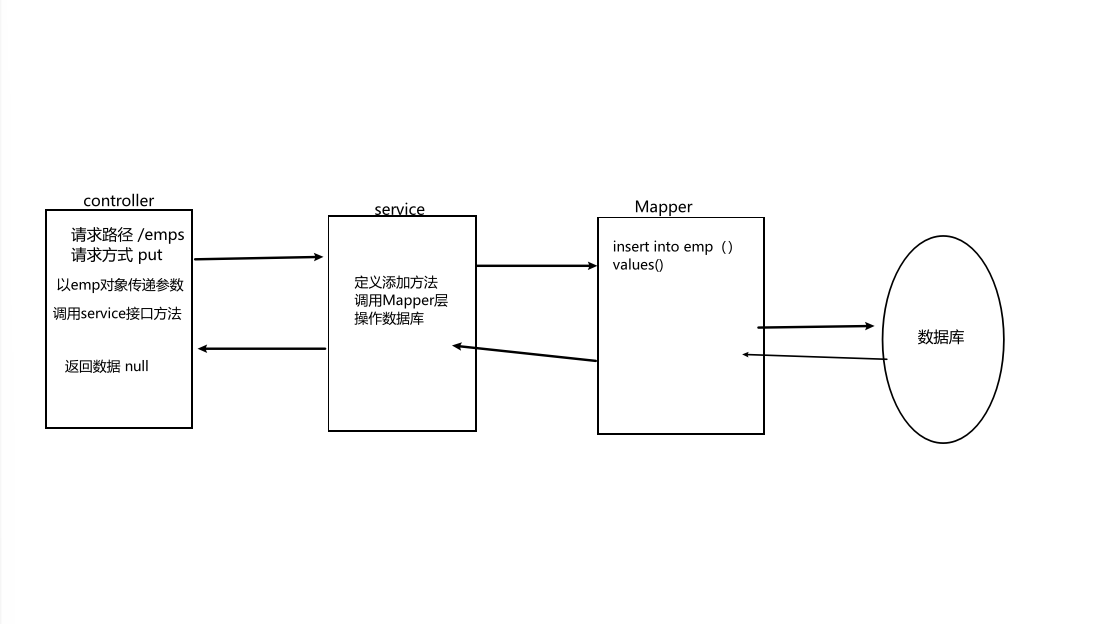 controller
请求路径 /emps
请求方式 put
以emp对象传递参数
调用service接口方法
返回数据 null
service
定义添加方法
调用Mapper层
操作数据库
Mapper
insert into emp（）
values()
数据库